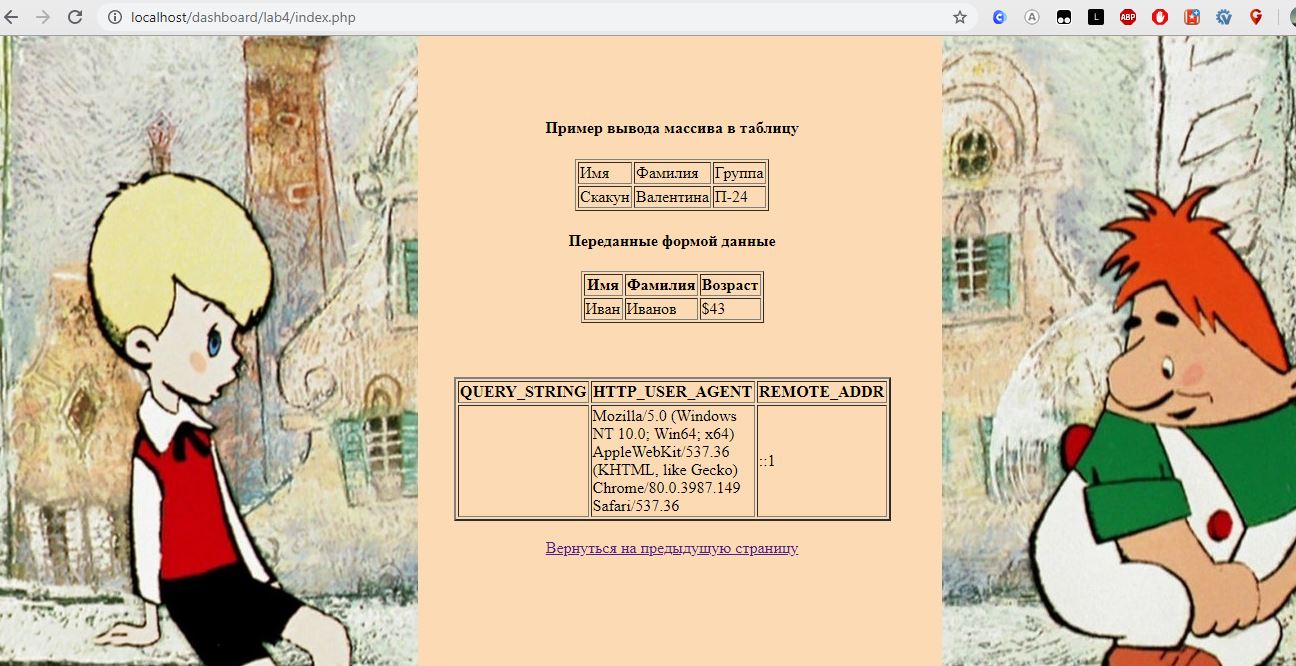 localhost/dashboard/lab4/index.php
A
L
ABP
Пример вывода массива в таблицу
Имя Фамилия Группа
Скакун Валентина П-24
Переданные формой данные
Имя Фамилия Возраст
Иван Иванов $43
QUERY_STRING HTTP_USER_AGENT REMOTE_ADDR
Mozilla/5.0 (Windows
NT 10.0; Win64; x64)
AppleWebKit/537.36
(KHTML, like Gecko)
Chrome/80.0.3987.149
Safari/537.36
::1
Вернуться на предыдущую страницу